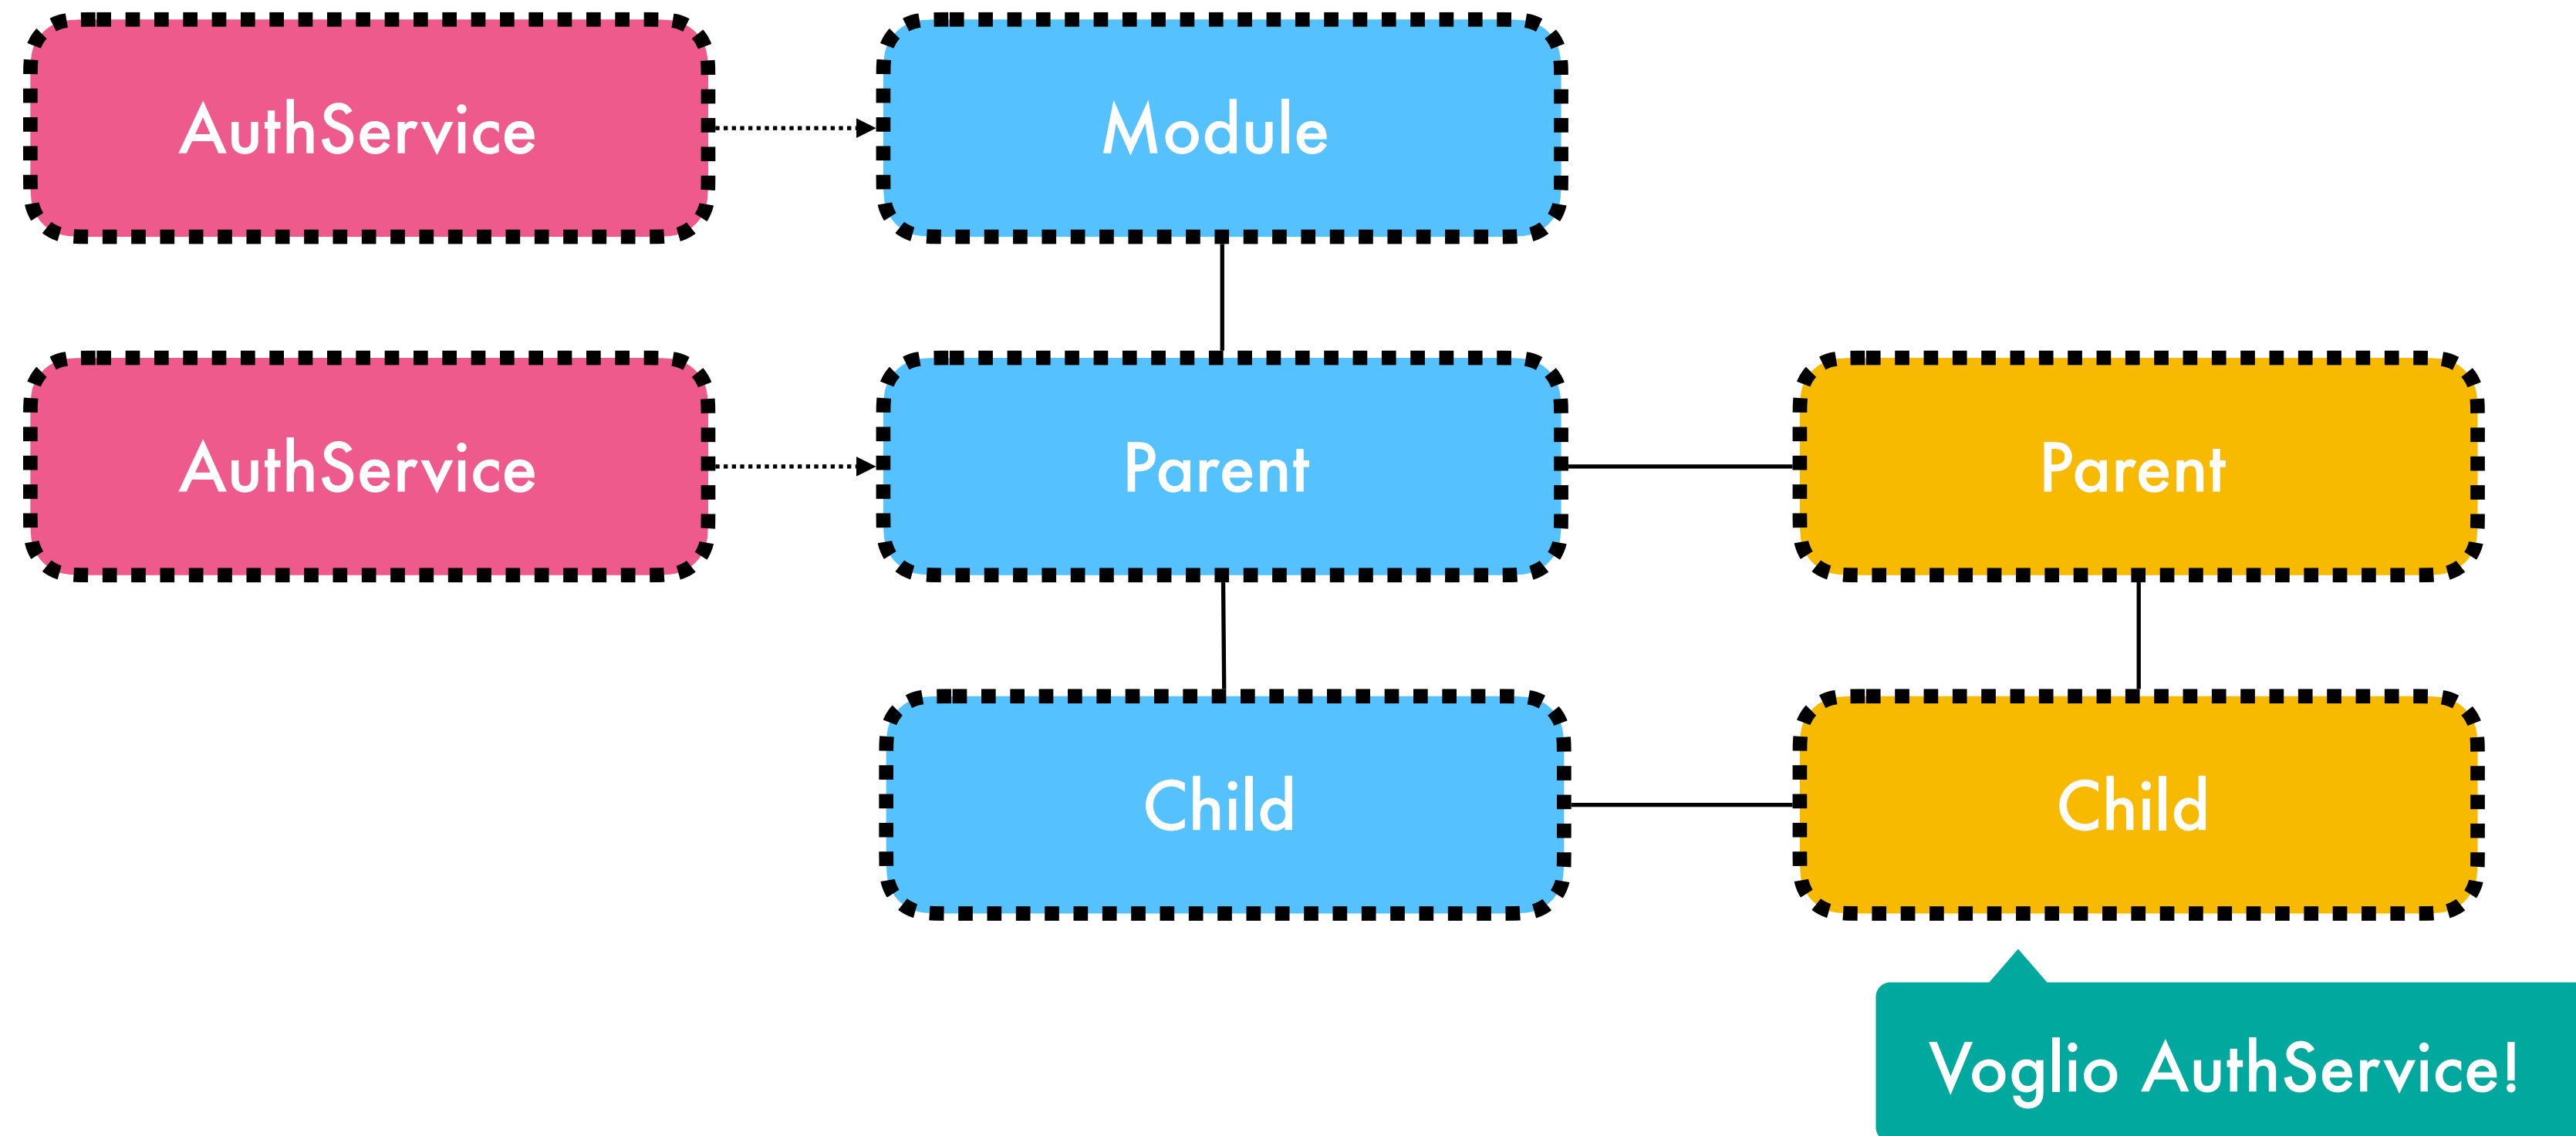 AuthService
Module
AuthService
Parent
Parent
Child
Child
Voglio AuthService!